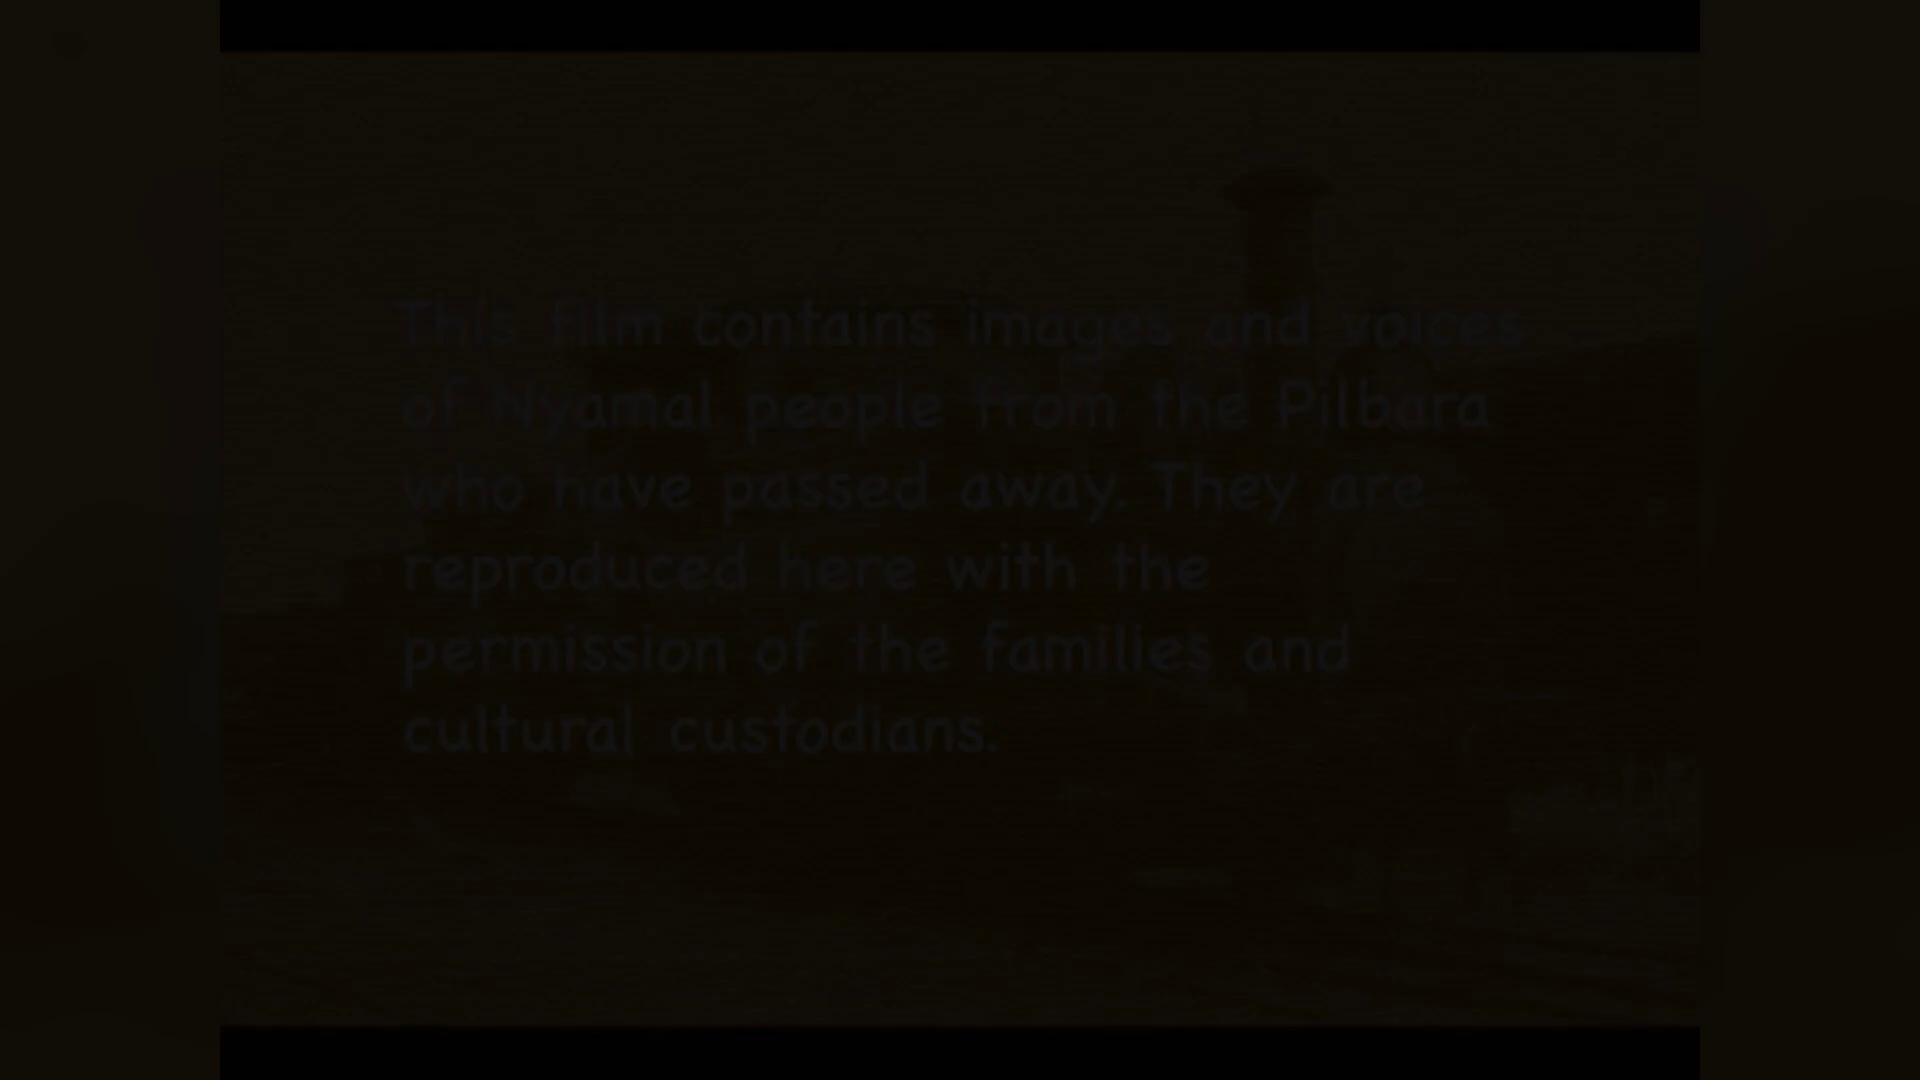 This film contains images and voices
of Nyamal people from the Pilbara
who have passed away. They are
reproduced here with the
permission of the families and
cultural custodians.